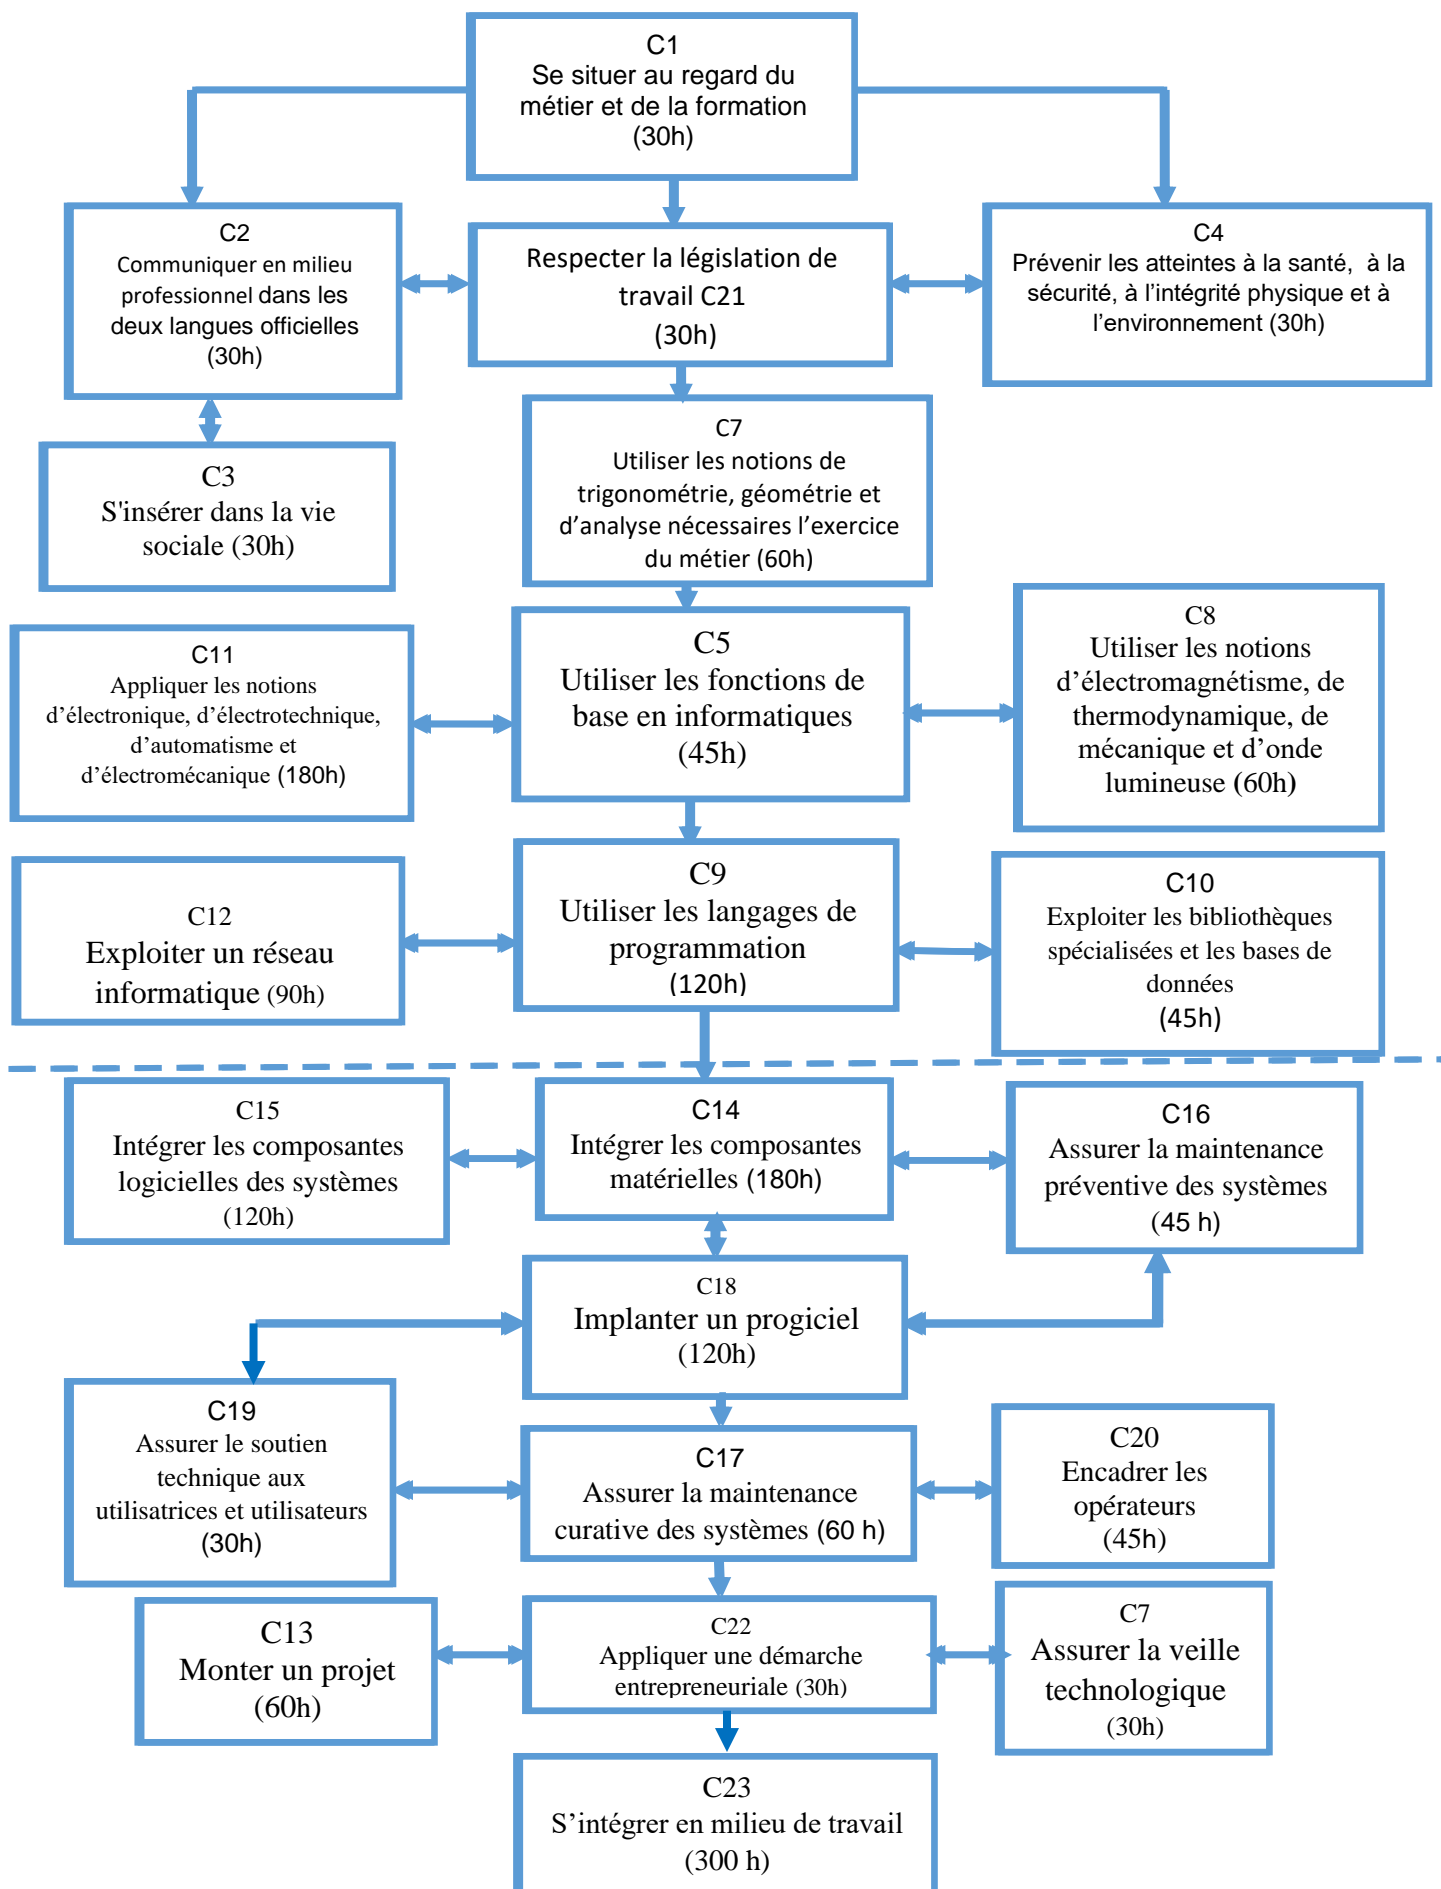 C1
Se situer au regard du
métier et de la formation
(30h)
C2
Communiquer en milieu
professionnel dans les
deux langues officielles
(30h)
Respecter la législation de
travail C21
(30h)
C4
Prévenir les atteintes à la santé, à la
sécurité, à l’intégrité physique et à
l’environnement (30h)
C3
S'insérer dans la vie
sociale (30h)
C7
Utiliser les notions de
trigonométrie, géométrie et
d’analyse nécessaires l’exercice
du métier (60h)
C11
Appliquer les notions
d’électronique, d’électrotechnique,
d’automatisme et
d’électromécanique (180h)
C5
Utiliser les fonctions de
base en informatiques
(45h)
C8
Utiliser les notions
d’électromagnétisme, de
thermodynamique, de
mécanique et d’onde
lumineuse (60h)
C12
Exploiter un réseau
informatique (90h)
C9
Utiliser les langages de
programmation
(120h)
C10
Exploiter les bibliothèques
spécialisées et les bases de
données
(45h)
C15
Intégrer les composantes
logicielles des systèmes
(120h)
C14
Intégrer les composantes
matérielles (180h)
C16
Assurer la maintenance
préventive des systèmes
(45 h)
C18
Implanter un progiciel
(120h)
C19
Assurer le soutien
technique aux
utilisatrices et utilisateurs
(30h)
C17
Assurer la maintenance
curative des systèmes (60 h)
C20
Encadrer les
opérateurs
(45h)
C13
Monter un projet
(60h)
C22
Appliquer une démarche
entrepreneuriale (30h)
C7
Assurer la veille
technologique
(30h)
C23
S’intégrer en milieu de travail
(300 h)